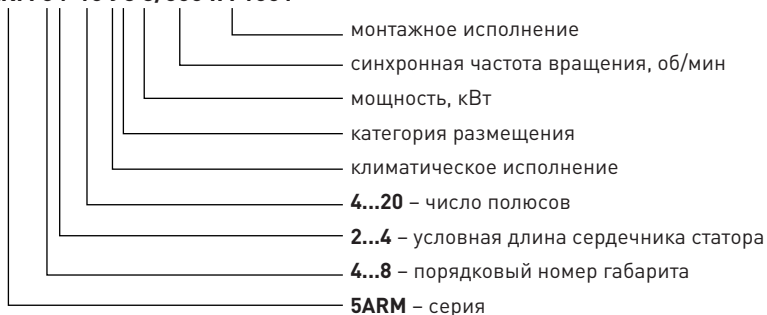 монтажное исполнение
синхронная частота вращения, об/мин
мощность, кВт
категория размещения
климатическое исполнение
4...20 – число полюсов
2...4 – условная длина сердечника статора
4...8 – порядковый номер габарита
5ARM – серия